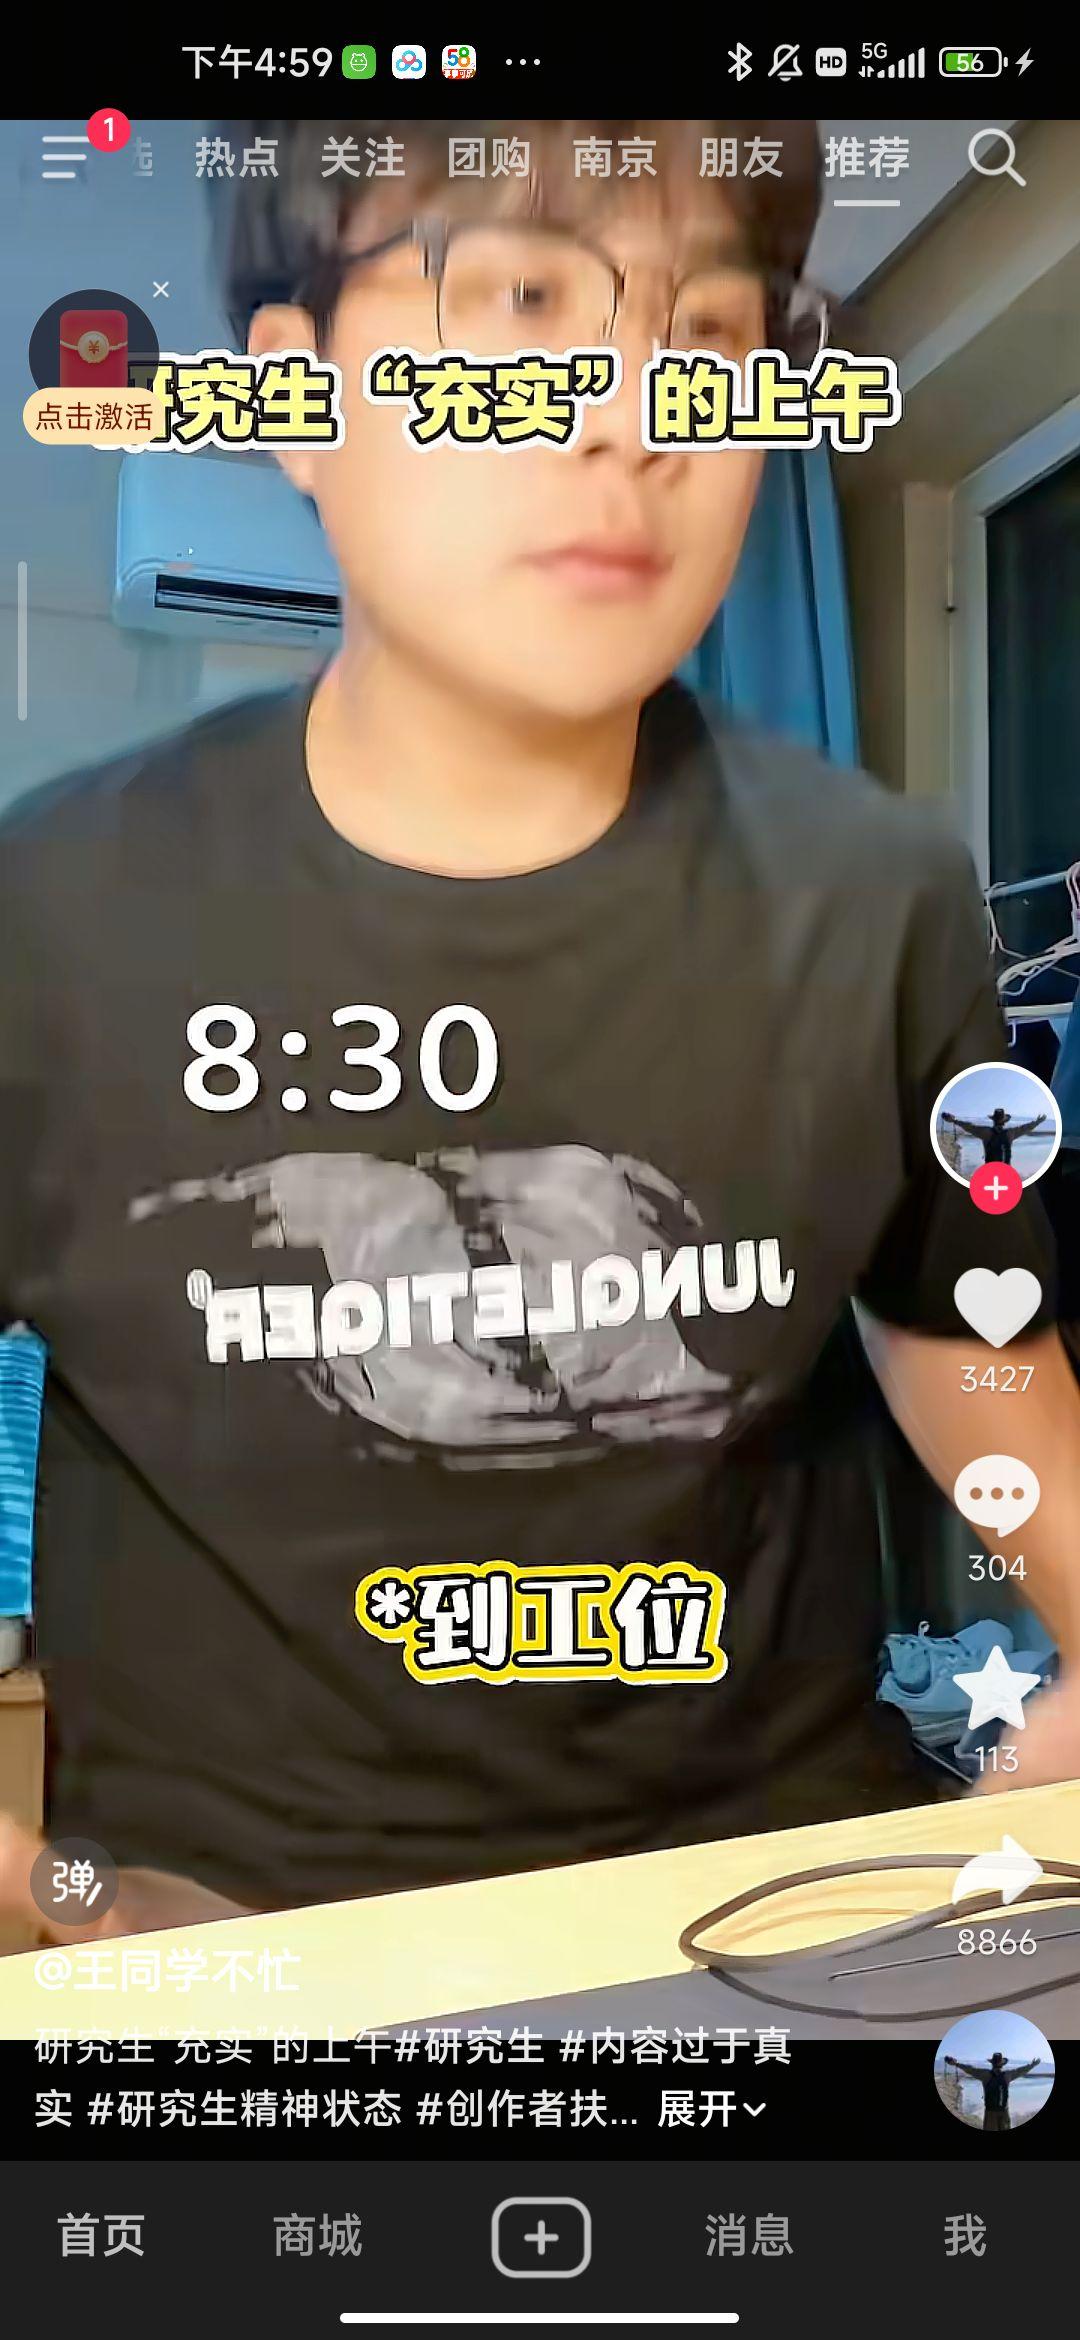 下午4:59
58
HD
5G
56
1
选 热点 关注 团购 南京 朋友 推荐
研究生“充实”的上午
点击激活
8:30
JUNGLETIGER
*到工位
3427
304
113
弹
8866
@王同学不忙
研究生“充实”的上午#研究生 #内容过于真
实 #研究生精神状态 #创作者扶... 展开
首页 商城 消息 我